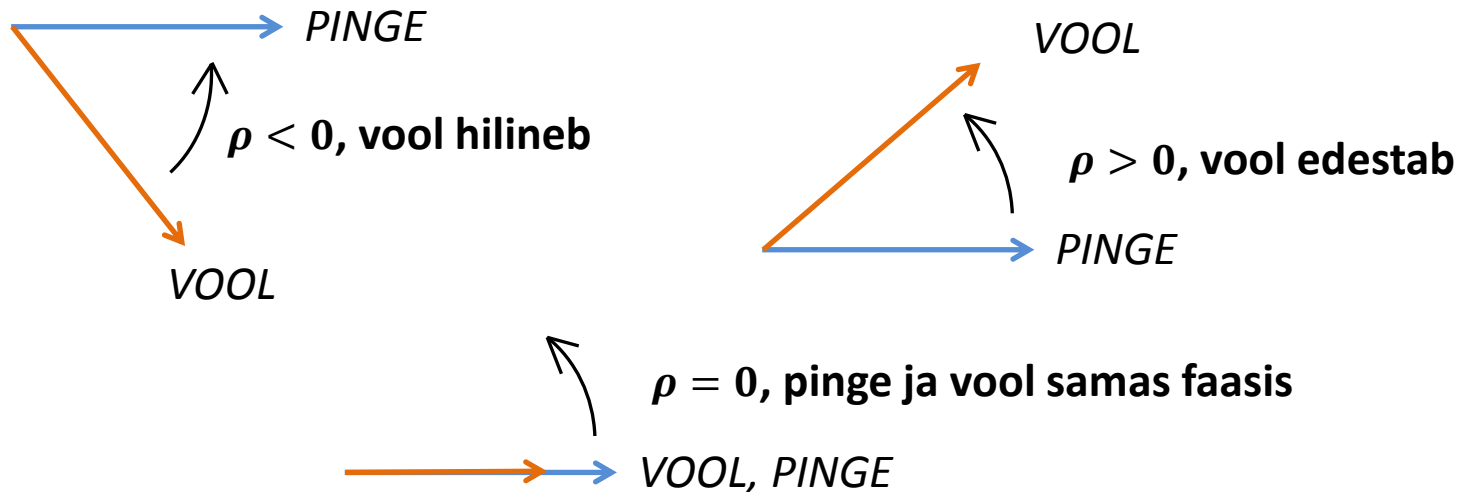 PINGE
𝝆 < 𝟎, vool hilineb
VOOL
VOOL
𝝆 > 𝟎, vool edestab
PINGE
𝝆 = 𝟎, pinge ja vool samas faasis
VOOL, PINGE